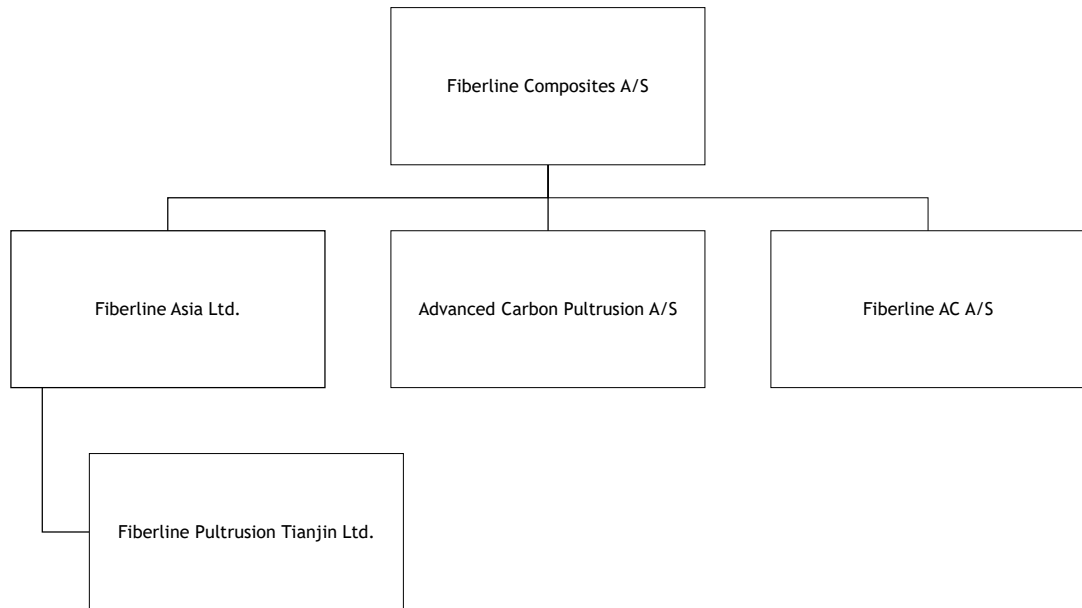 Fiberline Composites A/S
Fiberline Asia Ltd.
Advanced Carbon Pultrusion A/S
Fiberline AC A/S
Fiberline Pultrusion Tianjin Ltd.